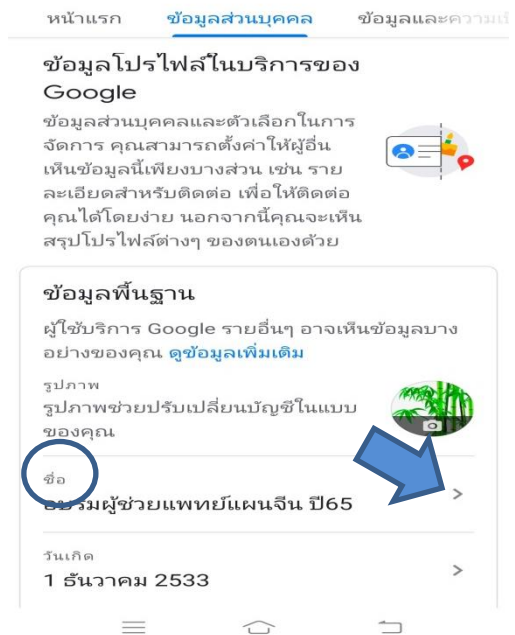 หน้าแรก ข้อมูลส่วนบุคคล ข้อมูลและความเป็
ข้อมูลโปรไฟล์ในบริการของ
Google
ข้อมูลส่วนบุคคลและตัวเลือกในการ
จัดการ คุณสามารถตั้งค่าให้ผู้อื่น
เห็นข้อมูลนี้เพียงบางส่วน เช่น ราย
ละเอียดสำหรับติดต่อ เพื่อให้ติดต่อ
คุณได้โดยง่าย นอกจากนี้คุณจะเห็น
สรุปโปรไฟล์ต่างๆ ของตนเองด้วย
ข้อมูลพื้นฐาน
ผู้ใช้บริการ Google รายอื่นๆ อาจเห็นข้อมูลบาง
อย่างของคุณ ดูข้อมูลเพิ่มเติม
รูปภาพ
รูปภาพช่วยปรับเปลี่ยนบัญชีในแบบ
ของคุณ
ชื่อ
อบรมผู้ช่วยแพทย์แผนจีน ปี65
วันเกิด
1 ธันวาคม 2533